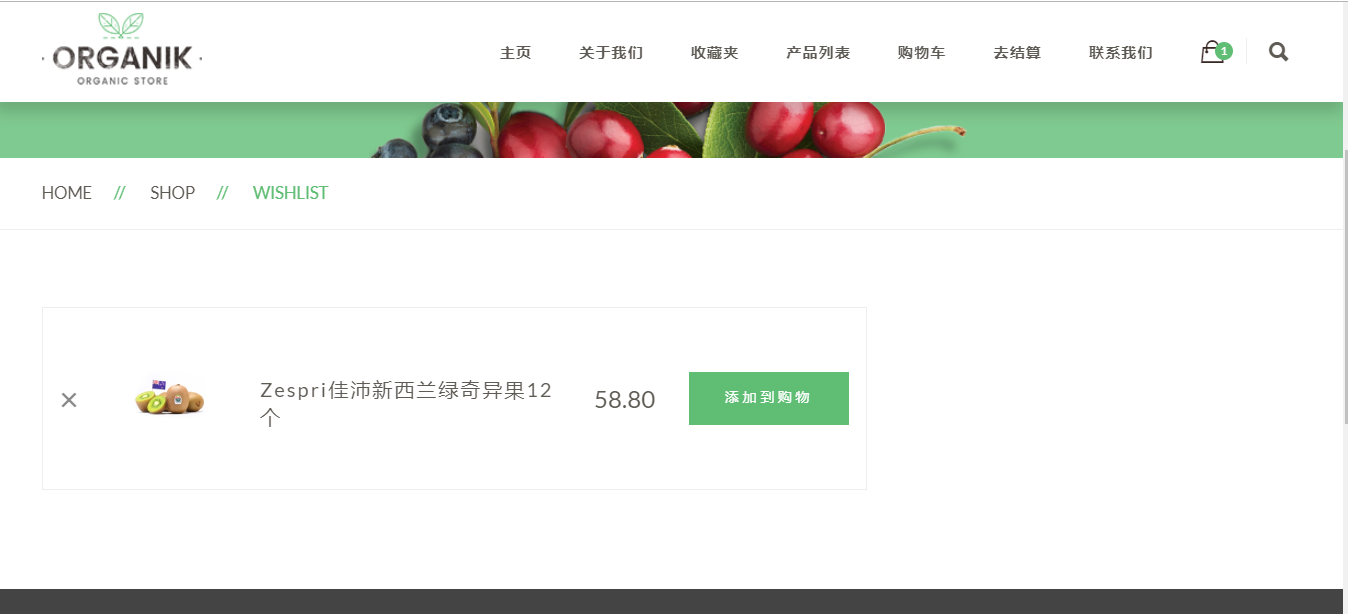 ORGANIK
ORGANIC STORE
主页 关于我们 收藏夹 产品列表 购物车 去结算 联系我们 1
HOME // SHOP // WISHLIST
Zespri佳沛新西兰绿奇异果12
个
58.80
添加到购物